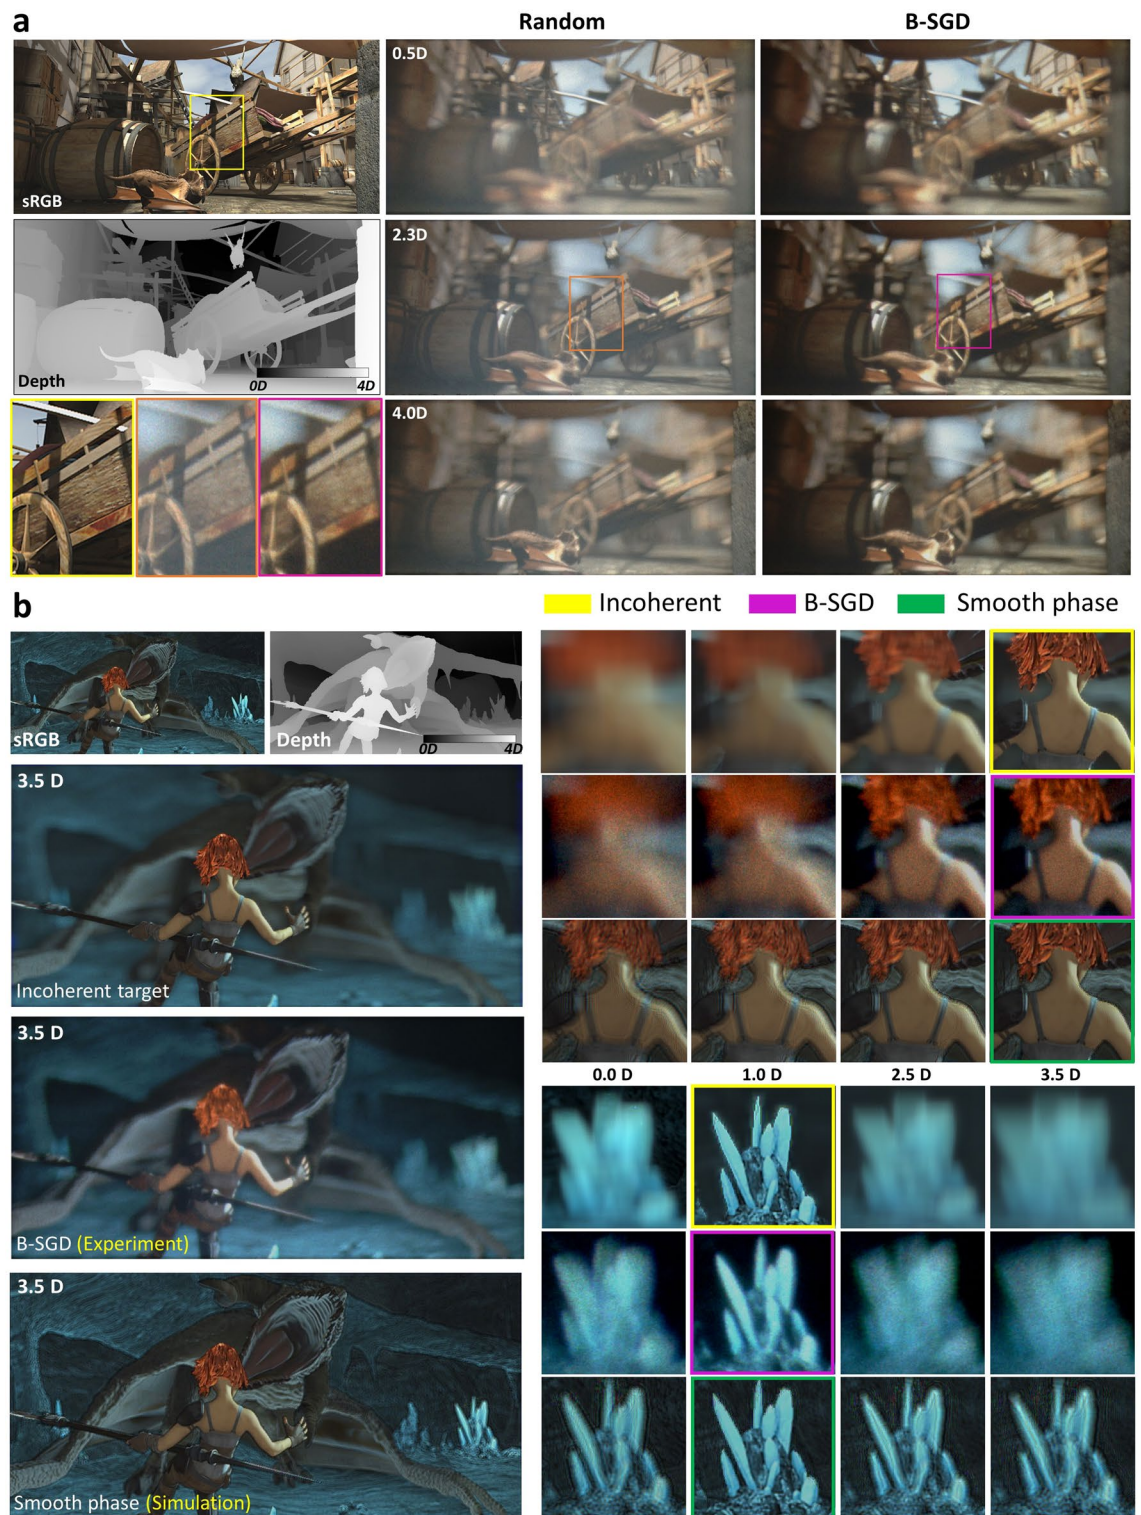 a
Random
B-SGD
0.5D
sRGB
2.3D
Depth
0D
4D
4.0D
b
Incoherent
B-SGD
Smooth phase
sRGB
Depth
0D
4D
3.5 D
Incoherent target
3.5 D
B-SGD (Experiment)
3.5 D
Smooth phase (Simulation)
0.0 D
1.0 D
2.5 D
3.5 D